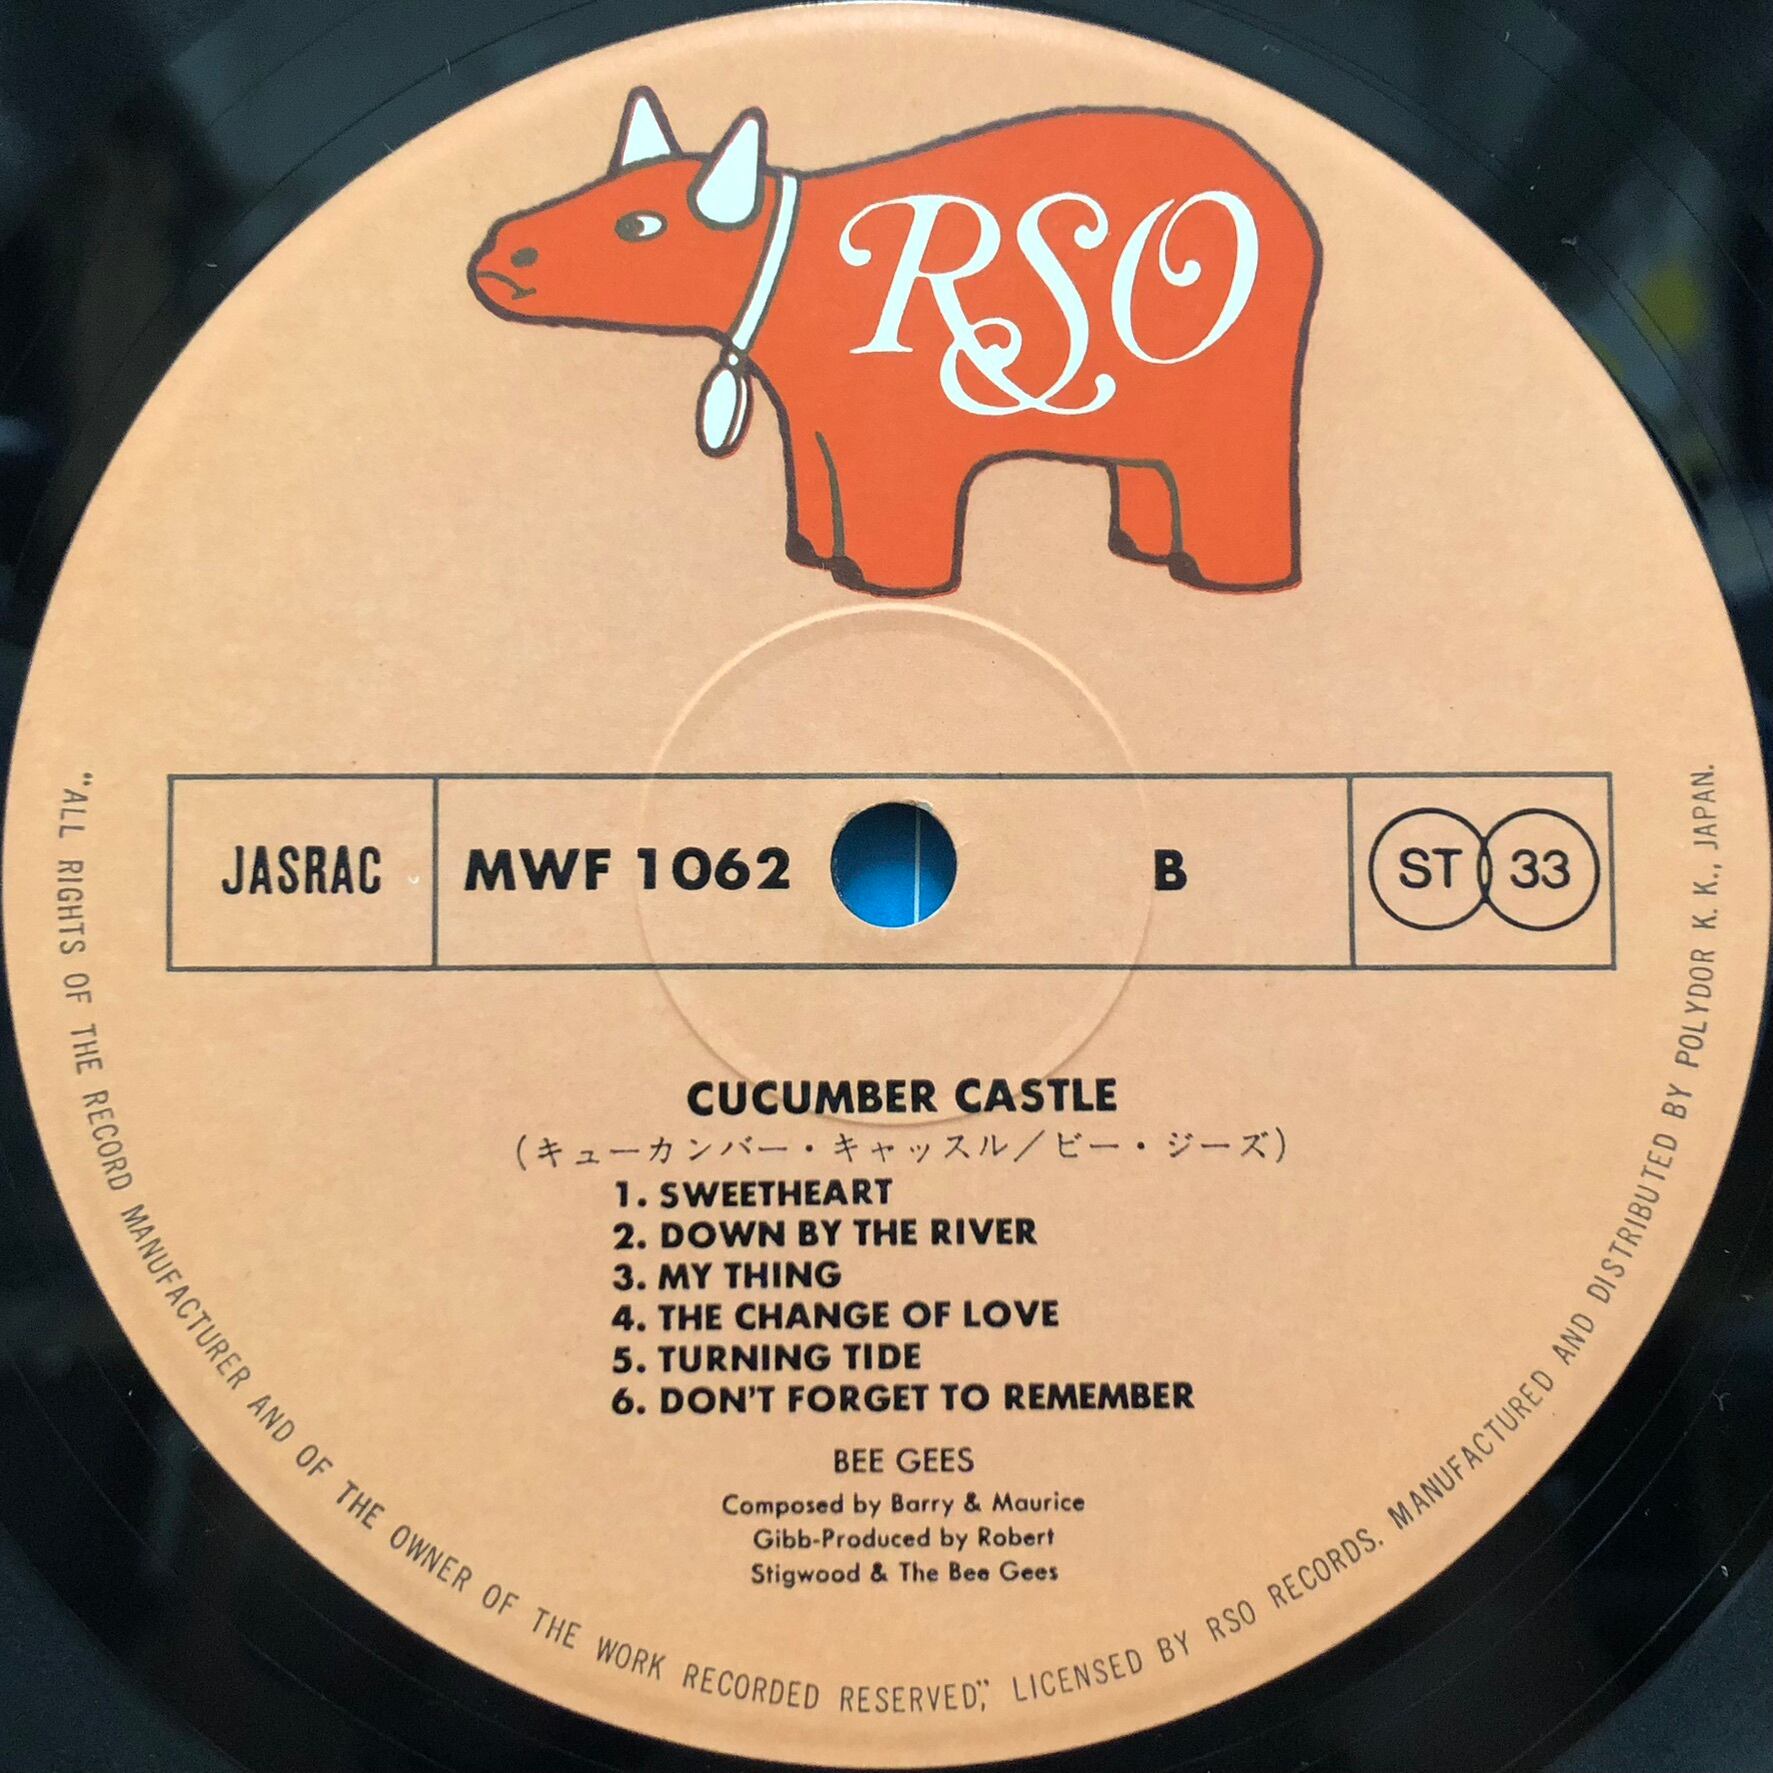 RSO
JASRAC
MWF 1062
B
ST 33
CUCUMBER CASTLE
(キューカンバー・キャッスル/ビー・ジーズ)
1. SWEETHEART
2. DOWN BY THE RIVER
3. MY THING
4. THE CHANGE OF LOVE
5. TURNING TIDE
6. DON'T FORGET TO REMEMBER
BEE GEES
Composed by Barry & Maurice
Gibb-Produced by Robert
Stigwood & The Bee Gees
"ALL RIGHTS OF THE RECORD MANUFACTURER AND OF THE OWNER OF THE WORK RECORDED RESERVED," LICENSED BY RSO RECORDS. MANUFACTURED AND DISTRIBUTED BY POLYDOR K. K., JAPAN.